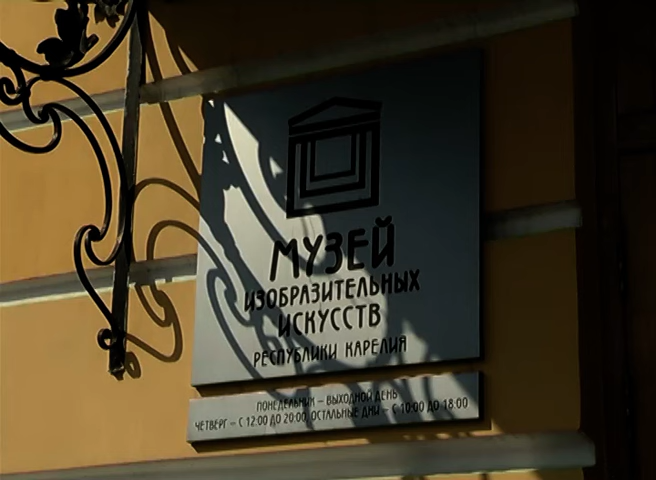 МУЗЕЙ
ИЗОБРАЗИТЕЛЬНЫХ
ИСКУССТВ
РЕСПУБЛИКИ КАРЕЛИЯ
ПОНЕДЕЛЬНИК – ВЫХОДНОЙ ДЕНЬ
ЧЕТВЕРГ – С 12:00 ДО 20:00, ОСТАЛЬНЫЕ ДНИ – С 10:00 ДО 18:00